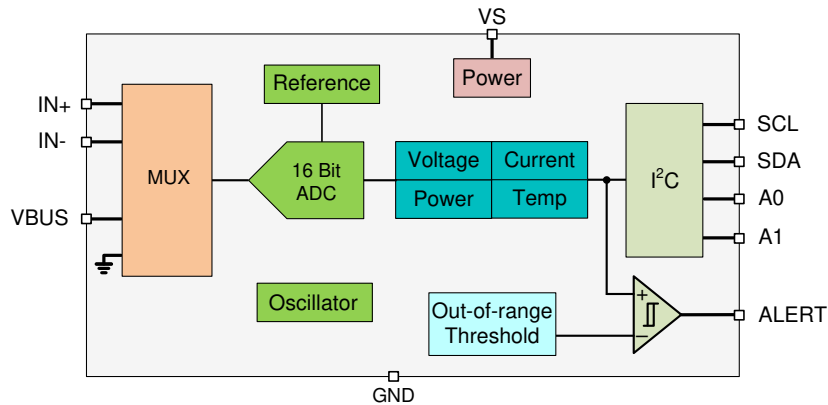 VS
Power
Reference
IN+
IN-
VBUS
MUX
16 Bit
ADC
Voltage
Current
Power
Temp
I²C
SCL
SDA
A0
A1
Oscillator
Out-of-range
Threshold
+
−
ALERT
GND